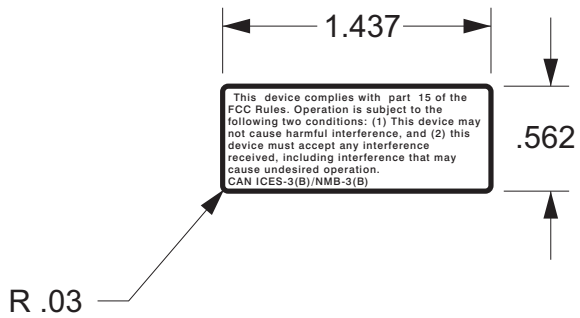 1.437
This device complies with part 15 of the
FCC Rules. Operation is subject to the
following two conditions: (1) This device may
not cause harmful interference, and (2) this
device must accept any interference
received, including interference that may
cause undesired operation.
CAN ICES-3(B)/NMB-3(B)
.562
R .03